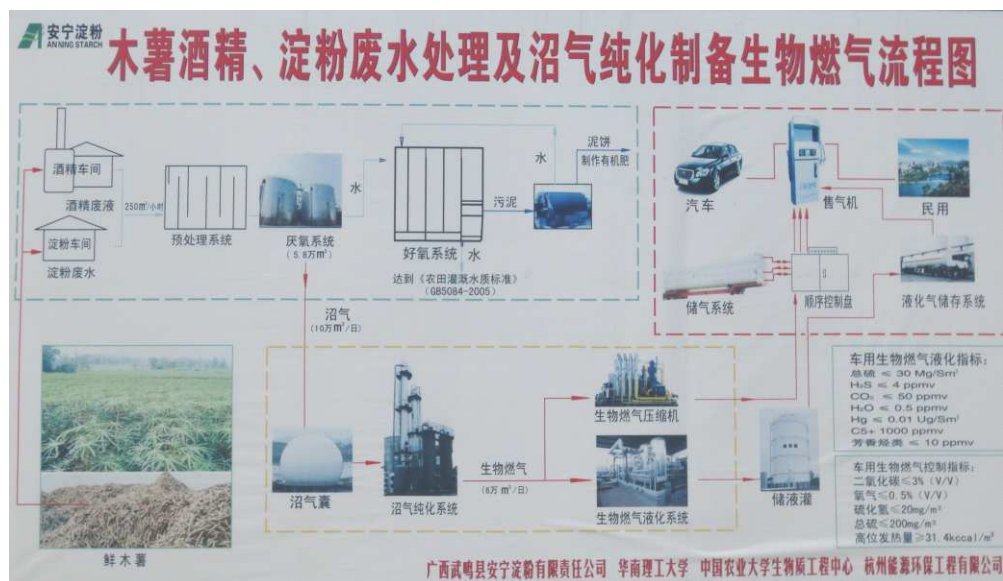 安宁淀粉
AN NING STARCH
木薯酒精、淀粉废水处理及沼气纯化制备生物燃气流程图
酒精车间
酒精废液
淀粉车间
淀粉废水
250m³/小时
预处理系统
厌氧系统
(5.8万m³)
水
好氧系统
水
达到《农田灌溉水质标准》
(GB5084-2005)
污泥
水
泥饼
制作有机肥
汽车
售气机
民用
储气系统
顺序控制盘
液化气储存系统
沼气
(10万m³/日)
鲜木薯
沼气囊
沼气纯化系统
生物燃气
(6万m³/日)
生物燃气压缩机
生物燃气液化系统
储液灌
车用生物燃气液化指标:
总硫 ≤ 30 Mg/Sm³
H₂S ≤ 4 ppmv
CO₂ ≤ 50 ppmv
H₂O ≤ 0.5 ppmv
Hg ≤ 0.01 Ug/Sm³
C5+ 1000 ppmv
芳香烃类 ≤ 10 ppmv
车用生物燃气控制指标:
二氧化碳≤3% (V/V)
氧气≤0.5% (V/V)
硫化氢≤20mg/m³
总硫≤200mg/m³
高位发热量≥31.4kccal/m³
广西武鸣县安宁淀粉有限责任公司 华南理工大学 中国农业大学生物质工程中心 杭州能源环保工程有限公司